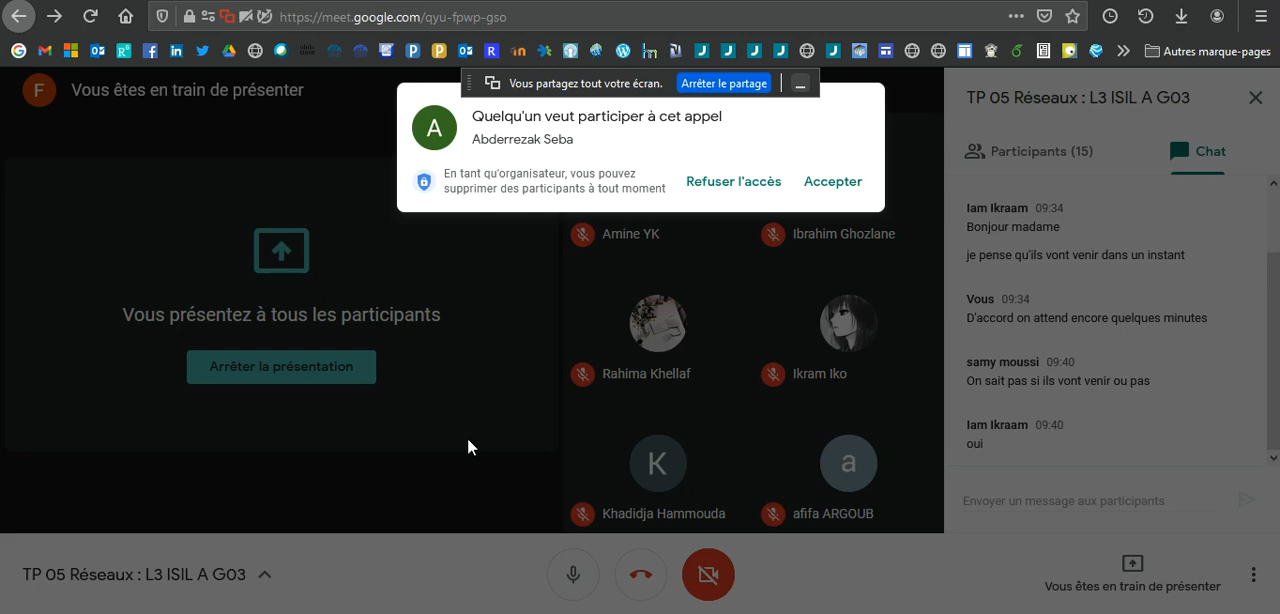 https://meet.google.com/qyu-fpwp-gso
Autres marque-pages
Vous partagez tout votre écran.
Arrêter le partage
F
Vous êtes en train de présenter
A
Quelqu'un veut participer à cet appel
Abderrezak Seba
En tant qu'organisateur, vous pouvez
supprimer des participants à tout moment
Refuser l'accès
Accepter
Vous présentez à tous les participants
Arrêter la présentation
Amine YK
Ibrahim Ghozlane
Rahima Khellaf
Ikram Iko
K
a
Khadidja Hammouda
afifa ARGOUB
TP 05 Réseaux : L3 ISIL A G03
Participants (15)
Chat
Iam Ikraam 09:34
Bonjour madame
je pense qu'ils vont venir dans un instant
Vous 09:34
D'accord on attend encore quelques minutes
samy moussi 09:40
On sait pas si ils vont venir ou pas
Iam Ikraam 09:40
oui
Envoyer un message aux participants
TP 05 Réseaux : L3 ISIL A G03
Vous êtes en train de présenter